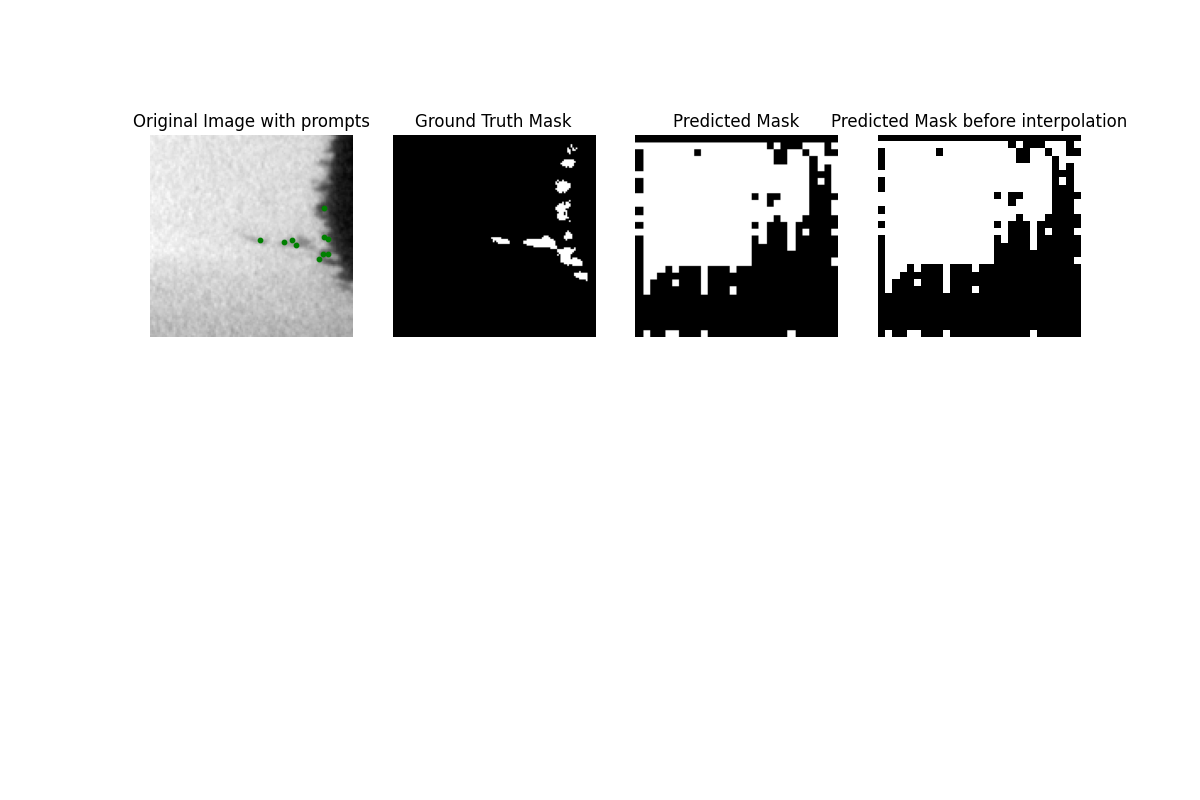 Original Image with prompts
Ground Truth Mask
Predicted Mask
Predicted Mask before interpolation